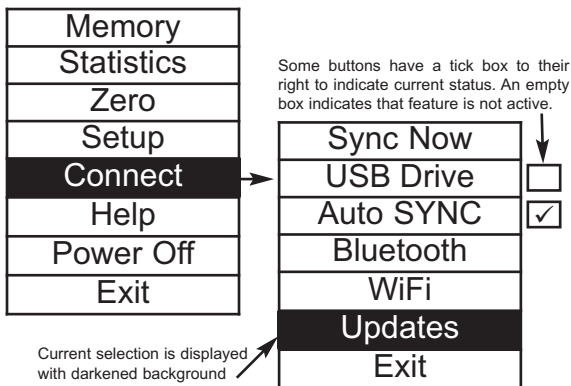 Memory
Statistics
Zero
Setup
Connect
Help
Power Off
Exit
Some buttons have a tick box to their
right to indicate current status. An empty
box indicates that feature is not active.
Sync Now
USB Drive
Auto SYNC
Bluetooth
WiFi
Updates
Exit
Current selection is displayed
with darkened background